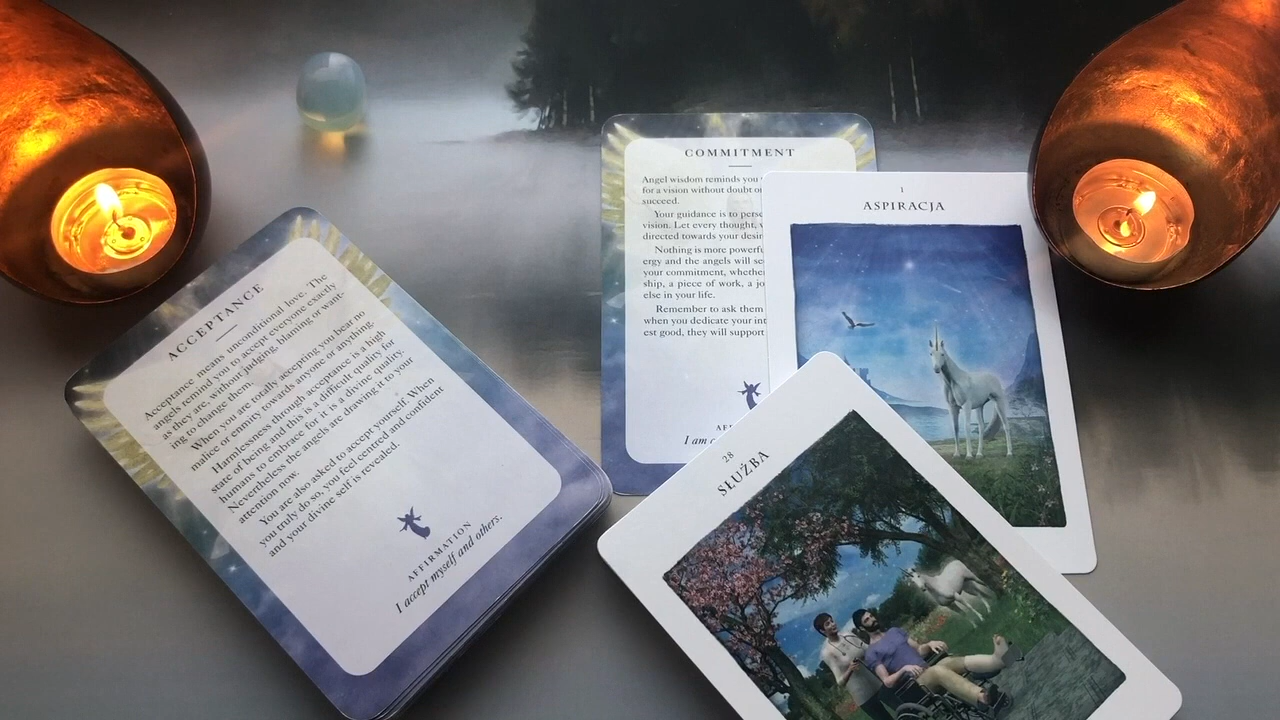 ACCEPTANCE
Acceptance means unconditional love. The
angels remind you to accept everyone exactly
as they are, without judging, blaming or want-
ing to change them.
When you are totally accepting you bear no
malice or enmity towards anyone or anything.
Harmlessness through acceptance is a high
state of being and this is a difficult quality for
humans to embrace for it is a divine quality.
Nevertheless the angels are drawing it to your
attention now.
You are also asked to accept yourself. When
you truly do so, you feel centred and confident
and your divine self is revealed.
AFFIRMATION
I accept myself and others.
COMMITMENT
Angel wisdom reminds you
for a vision without doubt or
succeed.
Your guidance is to perse
vision. Let every thought, w
directed towards your desir
Nothing is more powerfu
ergy and the angels will se
your commitment, whethe
ship, a piece of work, a jo
else in your life.
Remember to ask them
when you dedicate your int
est good, they will support
AF
I am c
1
ASPIRACJA
28
SŁUŻBA